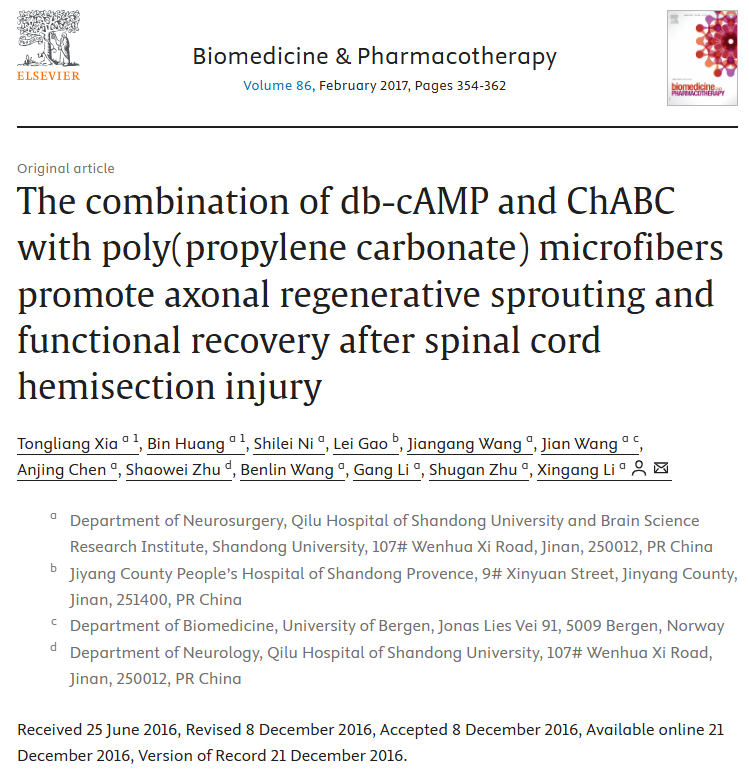 ELSEVIER
Biomedicine & Pharmacotherapy
Volume 86, February 2017, Pages 354-362
biomedicine
PHARMACOTHERAPY
Original article
The combination of db-cAMP and ChABC
with poly(propylene carbonate) microfibers
promote axonal regenerative sprouting and
functional recovery after spinal cord
hemisection injury
Tongliang Xia a 1, Bin Huang a 1, Shilei Ni a, Lei Gao b, Jiangang Wang a, Jian Wang a c,
Anjing Chen a, Shaowei Zhu d, Benlin Wang a, Gang Li a, Shugan Zhu a, Xingang Li a
a Department of Neurosurgery, Qilu Hospital of Shandong University and Brain Science
Research Institute, Shandong University, 107# Wenhua Xi Road, Jinan, 250012, PR China
b Jiyang County People's Hospital of Shandong Provence, 9# Xinyuan Street, Jinyang County,
Jinan, 251400, PR China
c Department of Biomedicine, University of Bergen, Jonas Lies Vei 91, 5009 Bergen, Norway
d Department of Neurology, Qilu Hospital of Shandong University, 107# Wenhua Xi Road,
Jinan, 250012, PR China
Received 25 June 2016, Revised 8 December 2016, Accepted 8 December 2016, Available online 21
December 2016, Version of Record 21 December 2016.